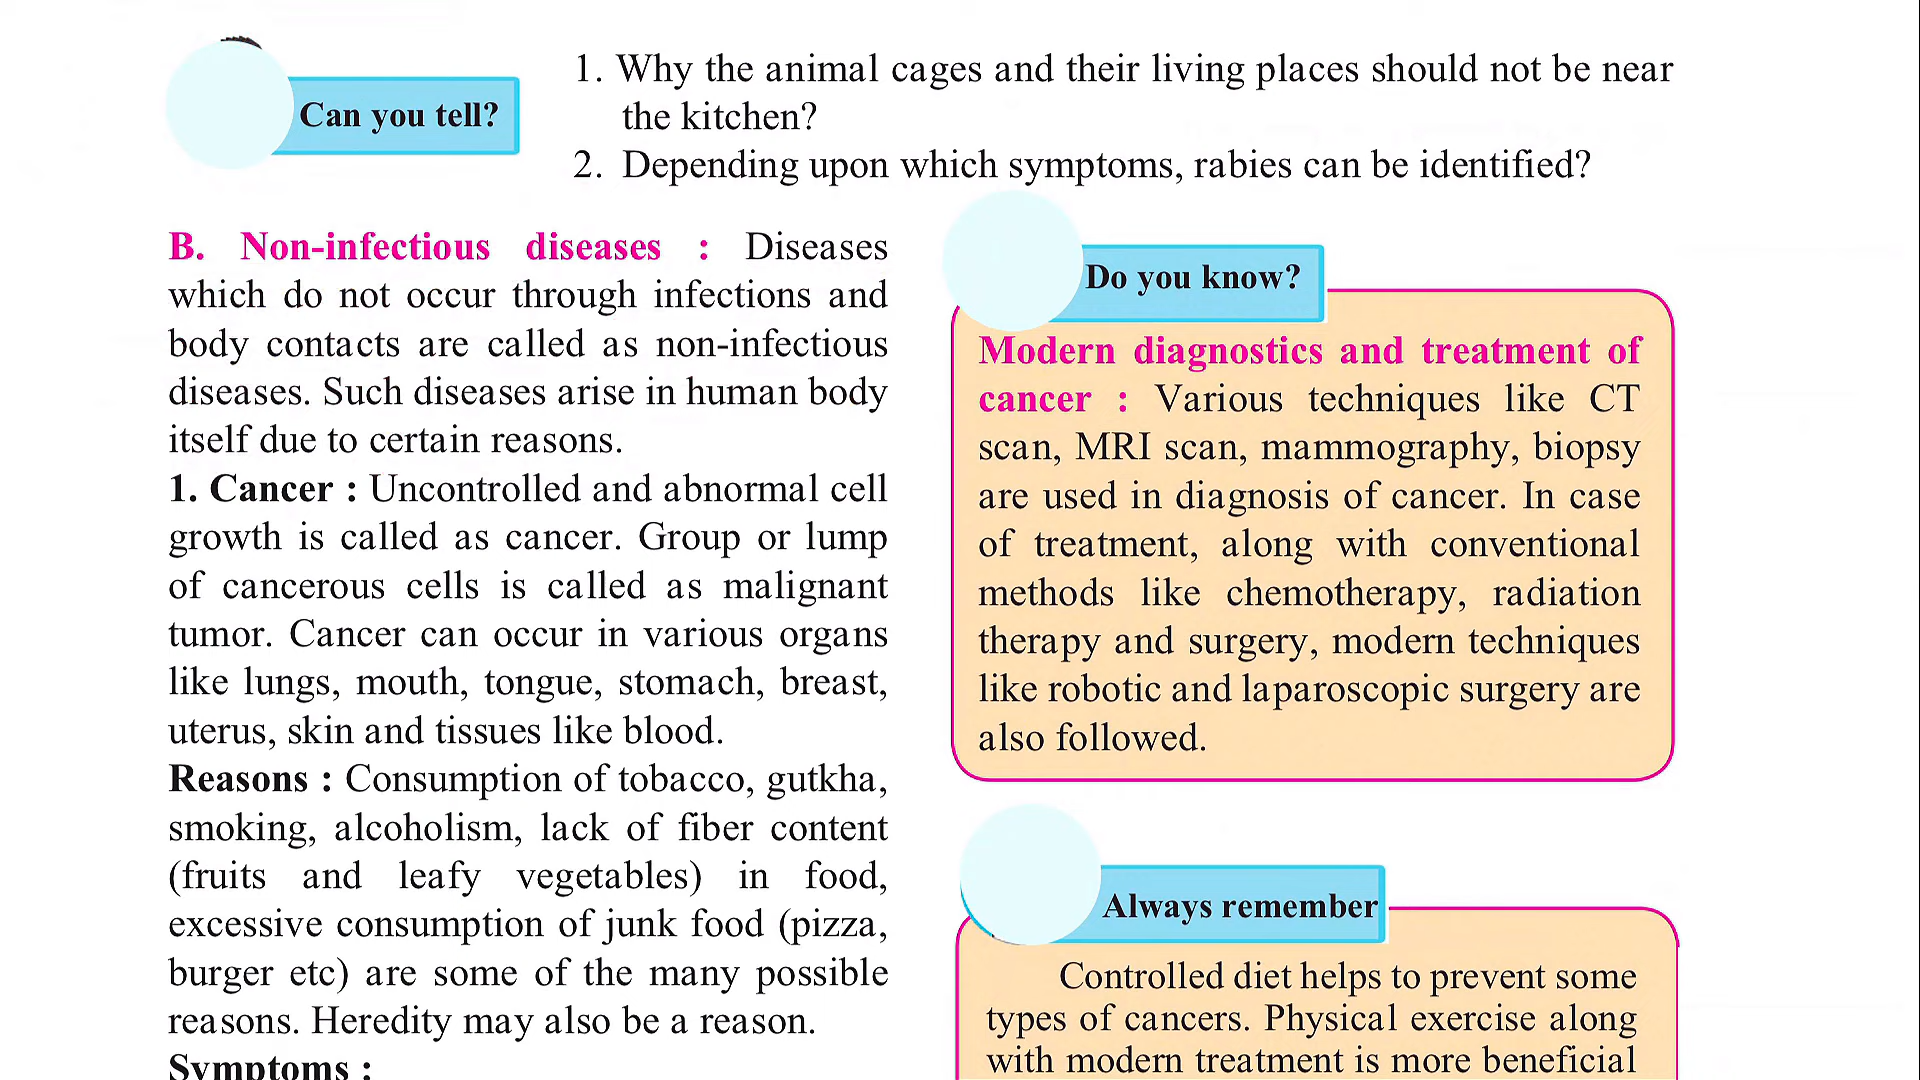 Can you tell?
1. Why the animal cages and their living places should not be near
the kitchen?
2. Depending upon which symptoms, rabies can be identified?
B. Non-infectious diseases : Diseases
which do not occur through infections and
body contacts are called as non-infectious
diseases. Such diseases arise in human body
itself due to certain reasons.
1. Cancer : Uncontrolled and abnormal cell
growth is called as cancer. Group or lump
of cancerous cells is called as malignant
tumor. Cancer can occur in various organs
like lungs, mouth, tongue, stomach, breast,
uterus, skin and tissues like blood.
Reasons : Consumption of tobacco, gutkha,
smoking, alcoholism, lack of fiber content
(fruits and leafy vegetables) in food,
excessive consumption of junk food (pizza,
burger etc) are some of the many possible
reasons. Heredity may also be a reason.
Symptoms :
Do you know?
Modern diagnostics and treatment of
cancer : Various techniques like CT
scan, MRI scan, mammography, biopsy
are used in diagnosis of cancer. In case
of treatment, along with conventional
methods like chemotherapy, radiation
therapy and surgery, modern techniques
like robotic and laparoscopic surgery are
also followed.
Always remember
Controlled diet helps to prevent some
types of cancers. Physical exercise along
with modern treatment is more beneficial